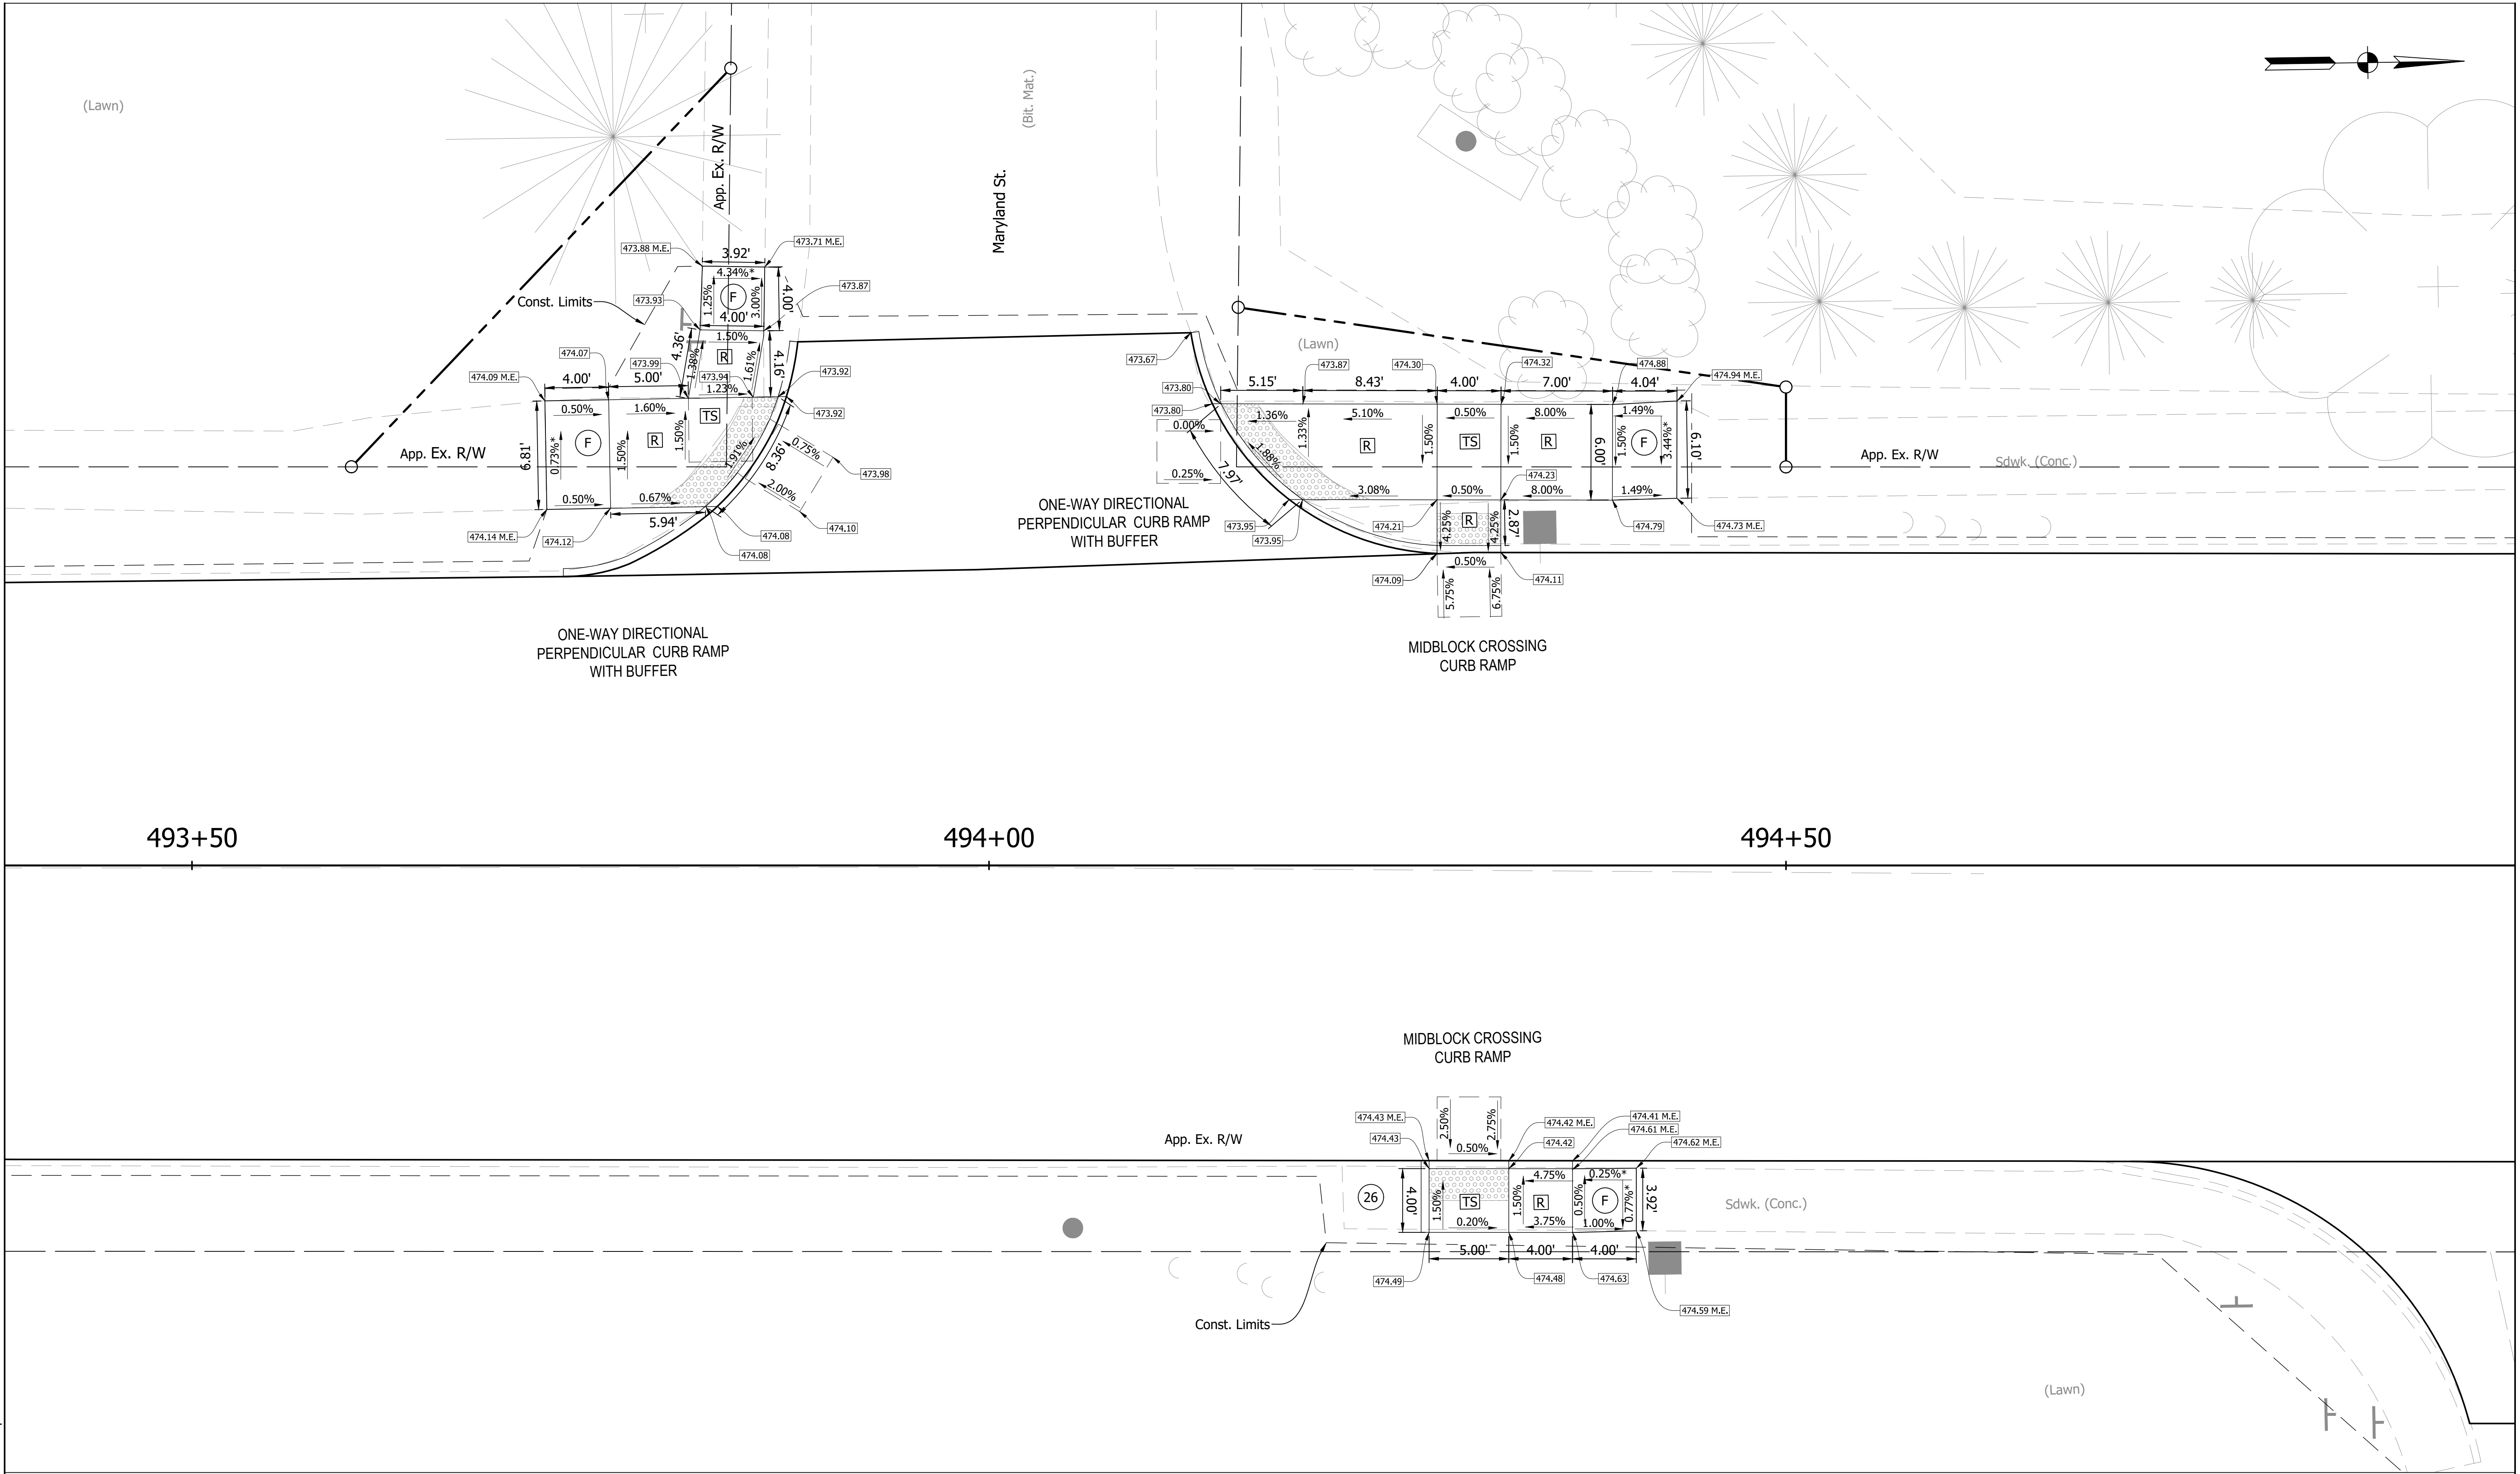 (Lawn)
App. Ex. R/W
(Bit. Mat.)
Maryland St.
473.88 M.E.
3.92'
473.71 M.E.
4.34%*
1.25%
F
3.00%
4.00'
473.87
Const. Limits
473.93
4.00'
1.50%
4.36'
1.38%
R
1.61%
4.16'
474.07
473.99
473.94
1.23%
473.92
474.09 M.E.
4.00'
5.00'
473.92
0.50%
1.60%
TS
6.81'
0.73%*
F
1.50%
R
1.50%
1.91%
8.36'
0.75%
473.98
2.00%
App. Ex. R/W
0.50%
0.67%
5.94'
474.14 M.E.
474.12
474.08
474.08
474.10
ONE-WAY DIRECTIONAL
PERPENDICULAR CURB RAMP
WITH BUFFER
(Lawn)
473.67
473.87
474.30
474.32
474.88
474.94 M.E.
473.80
5.15'
8.43'
4.00'
7.00'
4.04'
473.80
1.36%
5.10%
0.50%
8.00%
1.49%
0.00%
1.33%
R
1.50%
TS
1.50%
R
6.00'
1.50%
F
3.44%*
6.10'
App. Ex. R/W
Sdwk. (Conc.)
0.25%
7.97'
1.88%
3.08%
0.50%
474.23
8.00%
1.49%
ONE-WAY DIRECTIONAL
PERPENDICULAR CURB RAMP
WITH BUFFER
473.95
473.95
474.21
4.25%
R
4.25%
2.87'
474.79
474.73 M.E.
474.09
0.50%
474.11
5.75%
6.75%
MIDBLOCK CROSSING
CURB RAMP
493+50
494+00
494+50
MIDBLOCK CROSSING
CURB RAMP
App. Ex. R/W
474.43 M.E.
2.50%
2.75%
474.42 M.E.
474.41 M.E.
474.61 M.E.
474.43
0.50%
474.42
474.62 M.E.
26
4.00'
1.50%
TS
1.50%
4.75%
R
0.25%*
0.50%
F
0.77%*
3.92'
Sdwk. (Conc.)
0.20%
3.75%
1.00%
5.00'
4.00'
4.00'
474.49
474.48
474.63
474.59 M.E.
Const. Limits
(Lawn)